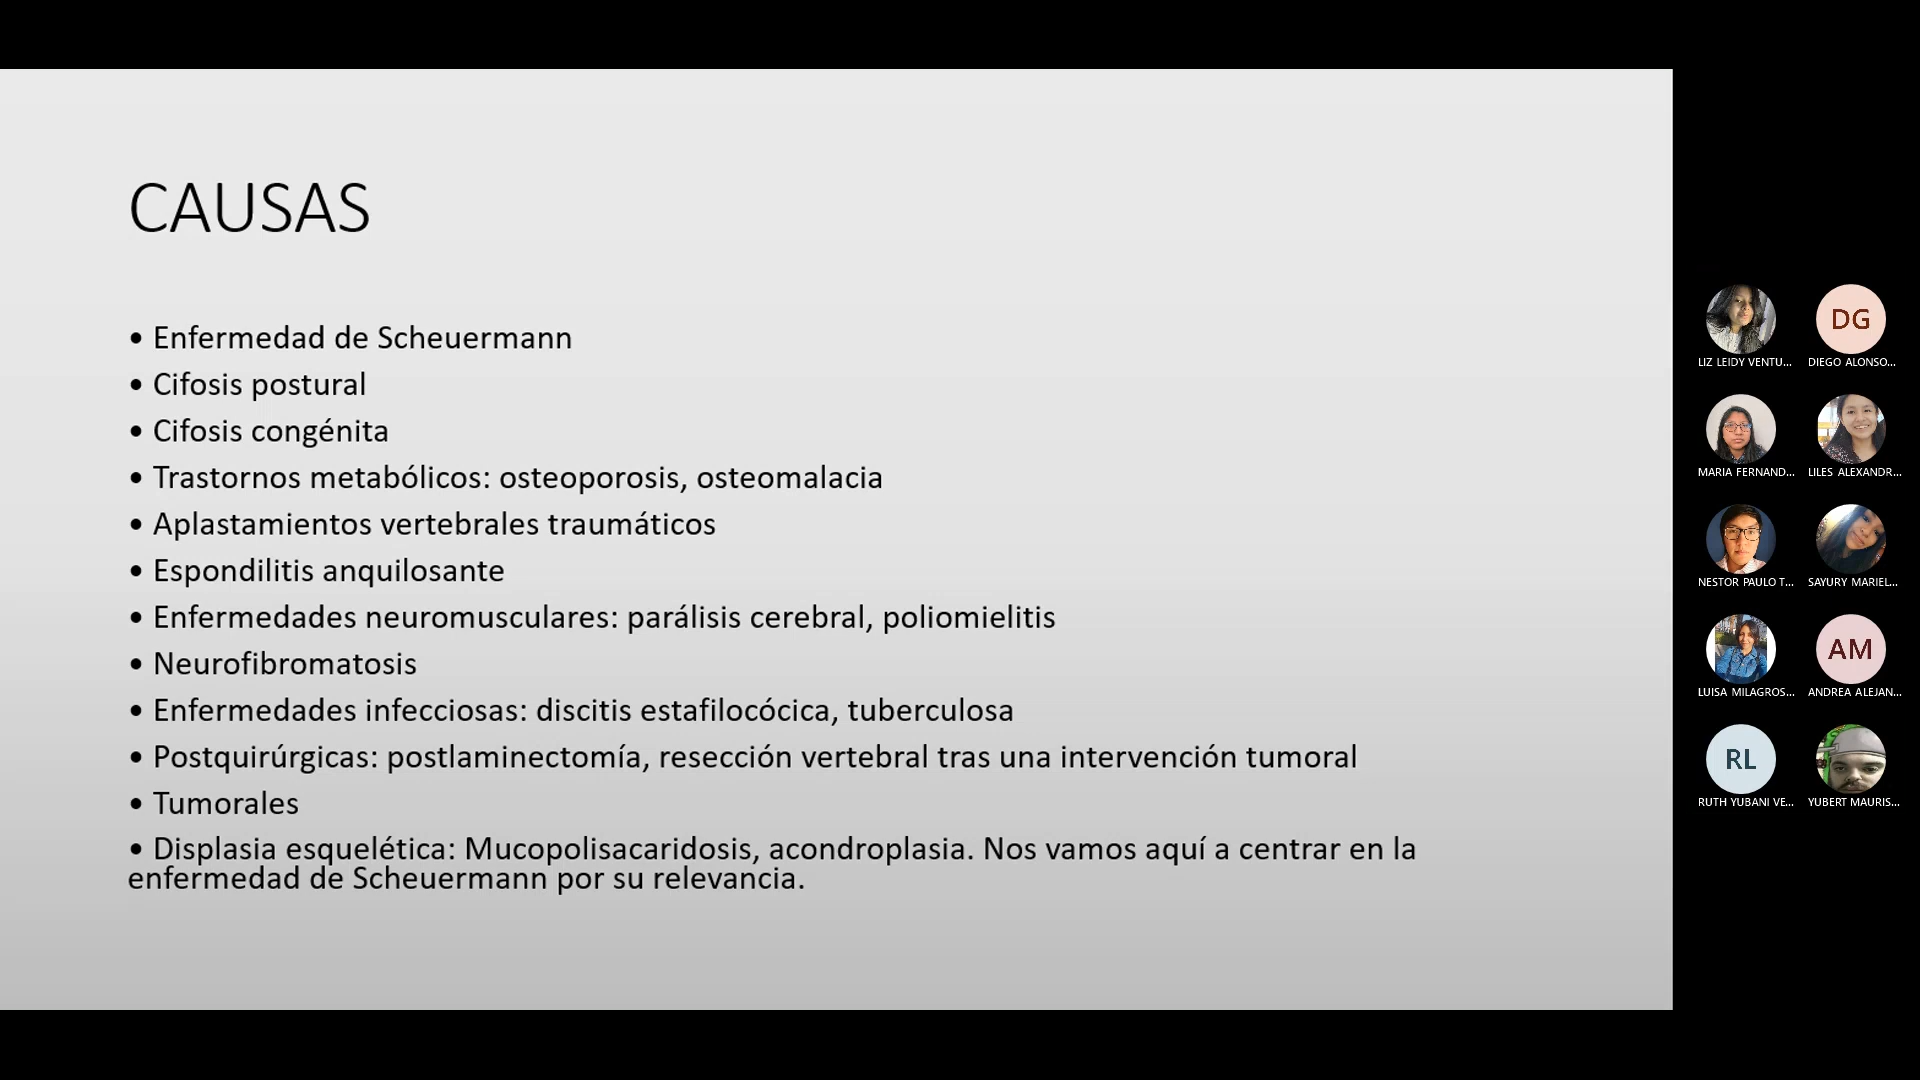 CAUSAS
• Enfermedad de Scheuermann
• Cifosis postural
• Cifosis congénita
• Trastornos metabólicos: osteoporosis, osteomalacia
• Aplastamientos vertebrales traumáticos
• Espondilitis anquilosante
• Enfermedades neuromusculares: parálisis cerebral, poliomielitis
• Neurofibromatosis
• Enfermedades infecciosas: discitis estafilocócica, tuberculosa
• Postquirúrgicas: postlaminectomía, resección vertebral tras una intervención tumoral
• Tumorales
• Displasia esquelética: Mucopolisacaridosis, acondroplasia. Nos vamos aquí a centrar en la
enfermedad de Scheuermann por su relevancia.
DG
LIZ LEIDY VENTU... DIEGO ALONSO...
MARIA FERNAND... LILES ALEXANDR...
NESTOR PAULO T... SAYURY MARIEL...
AM
LUISA MILAGROS... ANDREA ALEJAN...
RL
RUTH YUBANI VE... YUBERT MAURIS...